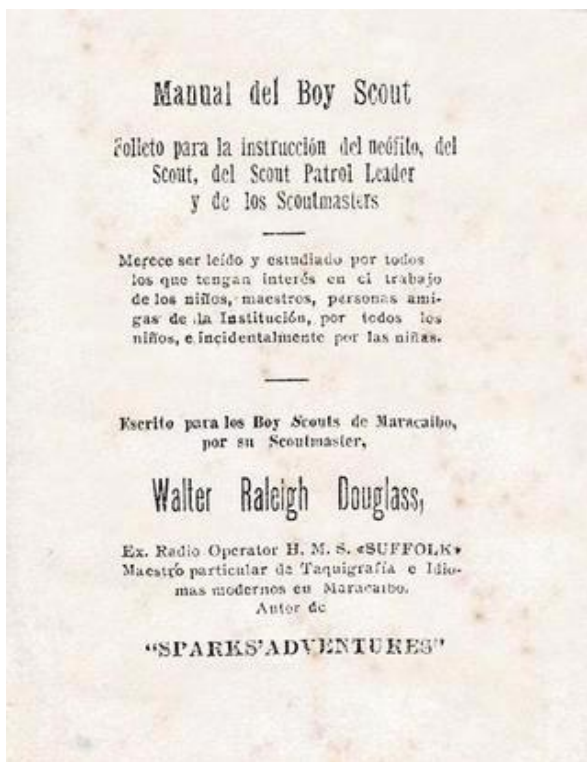 Manual del Boy Scout
Folleto para la instrucción del neófito, del
Scout, del Scout Patrol Leader
y de los Scoutmasters
Merece ser leído y estudiado por todos
los que tengan interés en el trabajo
de los niños, maestros, personas ami-
gas de la Institución, por todos los
niños, e incidentalmente por las niñas.
Escrito para los Boy Scouts de Maracaibo,
por su Scoutmaster,
Walter Raleigh Douglass,
Ex. Radio Operator H. M. S. «SUFFOLK»
Maestro particular de Taquigrafía e Idio-
mas modernos en Maracaibo.
Autor de
"SPARKS'ADVENTURES"